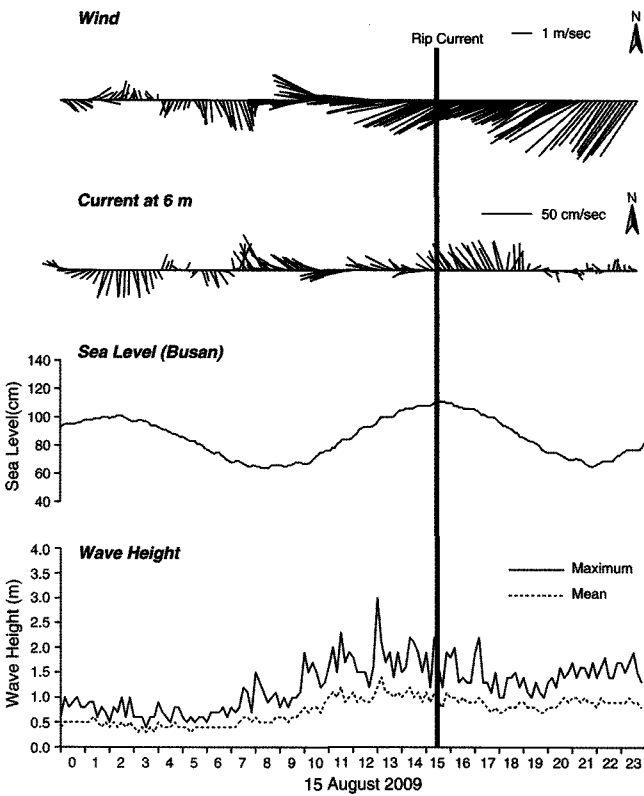 Wind
Rip Current
1 m/sec
N
Current at 6 m
50 cm/sec
N
Sea Level (Busan)
Sea Level(cm)
140
120
100
80
60
40
Wave Height
Wave Height (m)
4.0
3.5
3.0
2.5
2.0
1.5
1.0
0.5
0.0
Maximum
Mean
0 1 2 3 4 5 6 7 8 9 10 11 12 13 14 15 16 17 18 19 20 21 22 23
15 August 2009